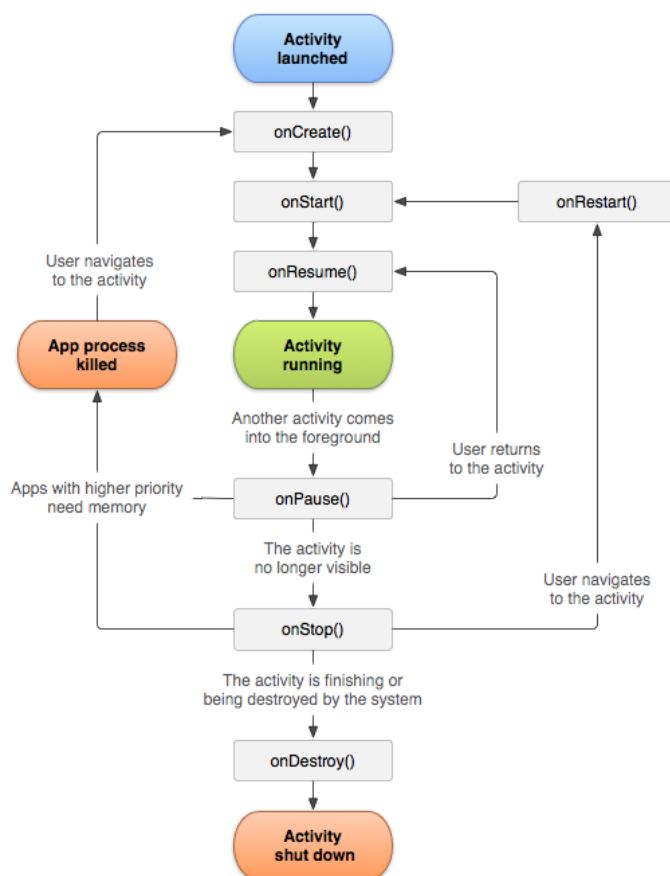 Activity
launched
onCreate()
onStart()
onRestart()
User navigates
to the activity
onResume()
App process
killed
Activity
running
Another activity comes
into the foreground
User returns
to the activity
Apps with higher priority
need memory
onPause()
The activity is
no longer visible
User navigates
to the activity
onStop()
The activity is finishing or
being destroyed by the system
onDestroy()
Activity
shut down